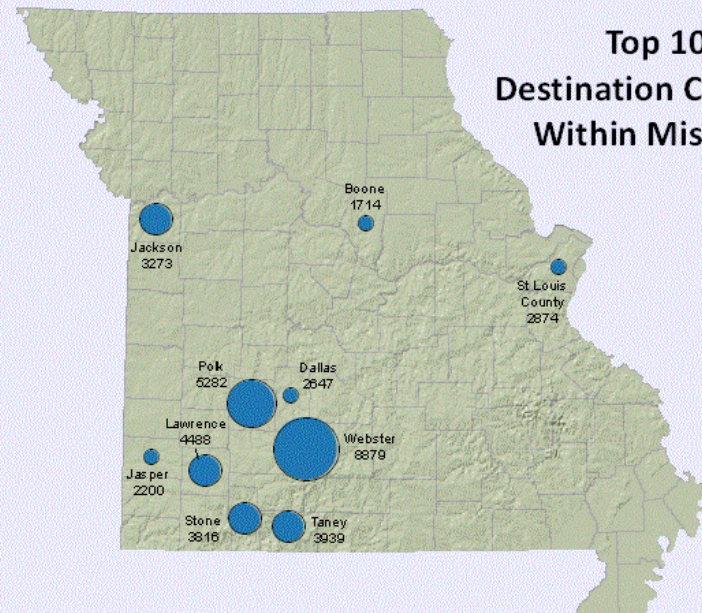 Top 10
Destination C
Within Mis
Boone
1714
Jackson
3273
St Louis
County
2874
Polk
5282
Dallas
2647
Lawrence
4488
Webster
8879
Jasper
2200
Stone
3816
Taney
3939